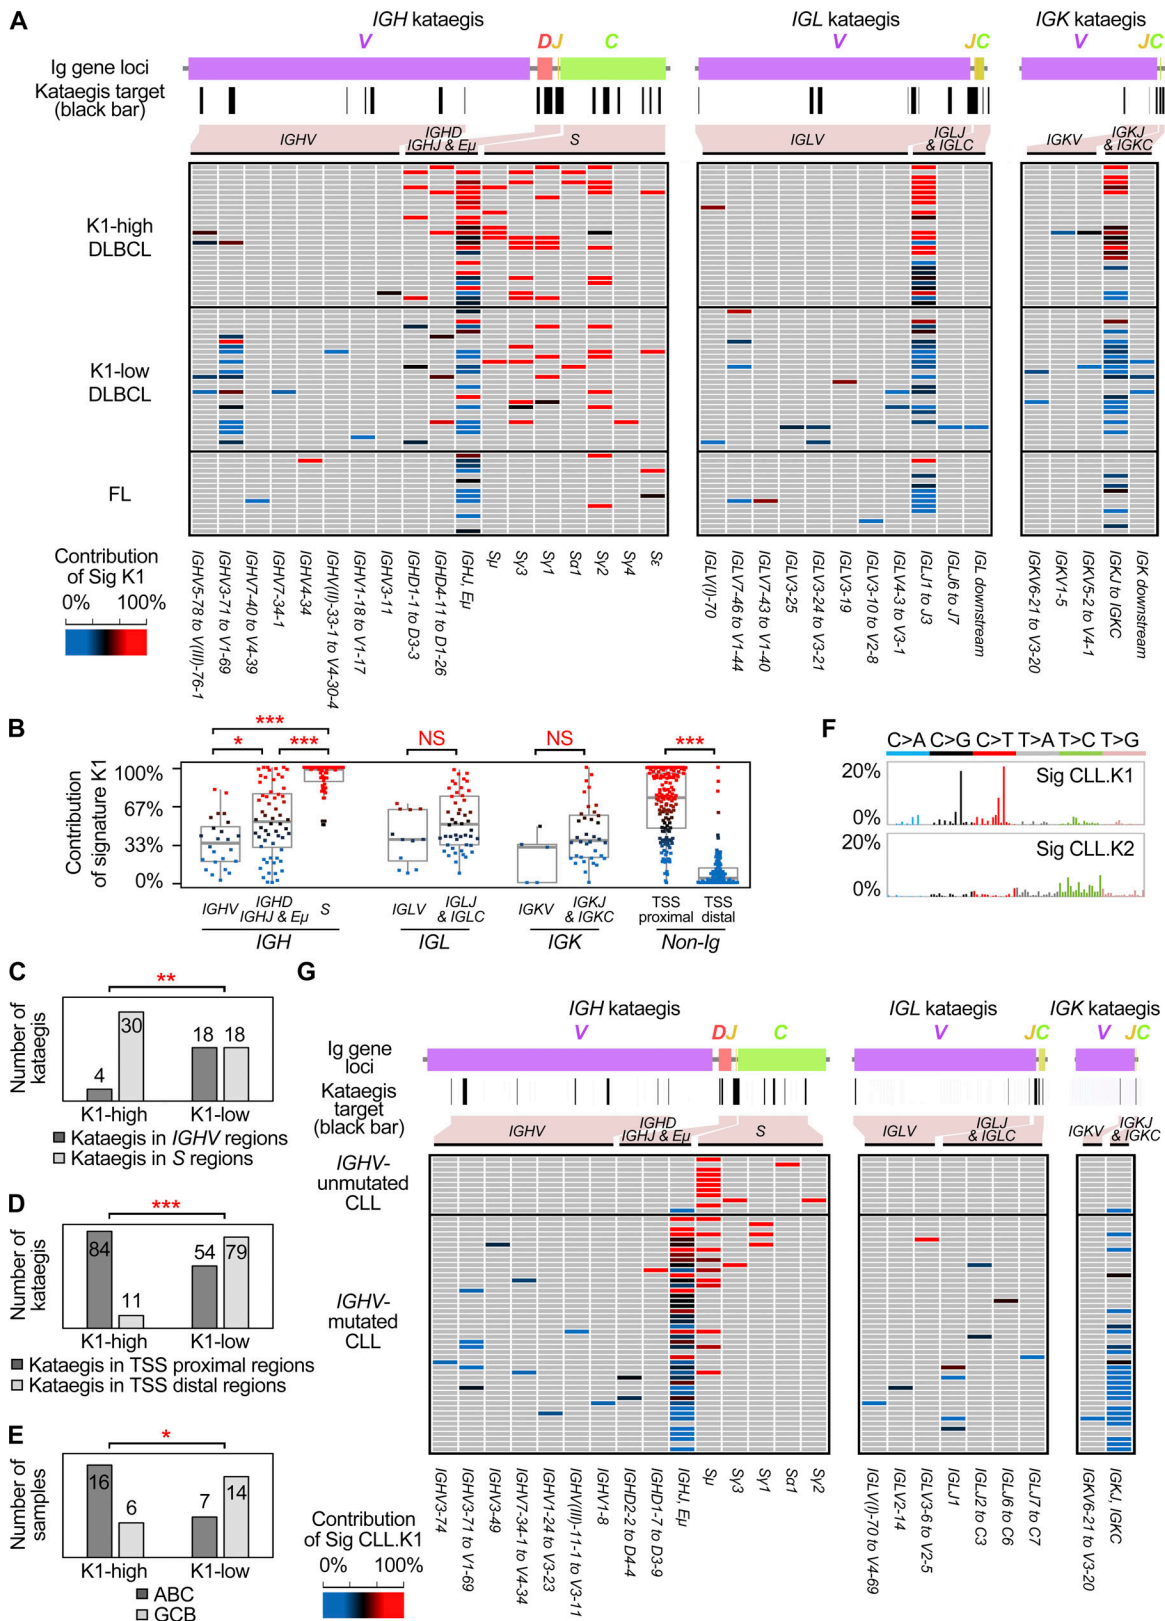 A
IGH kataegis
IGL kataegis
IGK kataegis
V
D
J
C
V
J
C
V
J
C
Ig gene loci
Kataegis target
(black bar)
IGHV
IGHD
IGHJ & Eμ
S
IGLV
IGLJ
& IGLC
IGKV
IGKJ
& IGKC
K1-high
DLBCL
K1-low
DLBCL
FL
Contribution
of Sig K1
0% 100%
IGHV5-78 to V(III)-76-1
IGHV3-71 to V1-69
IGHV7-40 to V4-39
IGHV7-34-1
IGHV4-34
IGHV(II)-33-1 to V4-30-4
IGHV1-18 to V1-17
IGHV3-11
IGHD1-1 to D3-3
IGHD4-11 to D1-26
IGHJ, Eμ
Sμ
Sγ3
Sγ1
Sα1
Sγ2
Sγ4
Sε
IGLV(I)-70
IGLV7-46 to V1-44
IGLV7-43 to V1-40
IGLV3-25
IGLV3-24 to V3-21
IGLV3-19
IGLV3-10 to V2-8
IGLV4-3 to V3-1
IGLJ1 to J3
IGLJ6 to J7
IGL downstream
IGKV6-21 to V3-20
IGKV1-5
IGKV5-2 to V4-1
IGKJ to IGKC
IGK downstream
B
Contribution
of signature K1
100%
67%
33%
0%
***
*
***
NS
NS
***
IGHV
IGHD
IGHJ & Eμ
S
IGLV
IGLJ
& IGLC
IGKV
IGKJ
& IGKC
TSS
proximal
TSS
distal
IGH
IGL
IGK
Non-Ig
F
C>A C>G C>T T>A T>C T>G
20%
0%
Sig CLL.K1
20%
0%
Sig CLL.K2
C
Number of
kataegis
**
4
30
18
18
K1-high
K1-low
Kataegis in IGHV regions
Kataegis in S regions
D
Number of
kataegis
***
84
11
54
79
K1-high
K1-low
Kataegis in TSS proximal regions
Kataegis in TSS distal regions
E
Number of
samples
*
16
6
7
14
K1-high
K1-low
ABC
GCB
G
IGH kataegis
IGL kataegis
IGK kataegis
V
D
J
C
V
J
C
V
J
C
Ig gene
loci
Kataegis
target
(black bar)
IGHV
IGHD
IGHJ & Eμ
S
IGLV
IGLJ
& IGLC
IGKV
IGKJ
& IGKC
IGHV-
unmutated
CLL
IGHV-
mutated
CLL
Contribution
of Sig CLL.K1
0% 100%
IGHV3-74
IGHV3-71 to V1-69
IGHV3-49
IGHV7-34-1 to V4-34
IGHV1-24 to V3-23
IGHV(III)-11-1 to V3-11
IGHV1-8
IGHD2-2 to D4-4
IGHD1-7 to D3-9
IGHJ, Eμ
Sμ
Sγ3
Sγ1
Sα1
Sγ2
IGLV(I)-70 to V4-69
IGLV2-14
IGLV3-6 to V2-5
IGLJ1
IGLJ2 to C3
IGLJ6 to C6
IGLJ7 to C7
IGKV6-21 to V3-20
IGKJ, IGKC